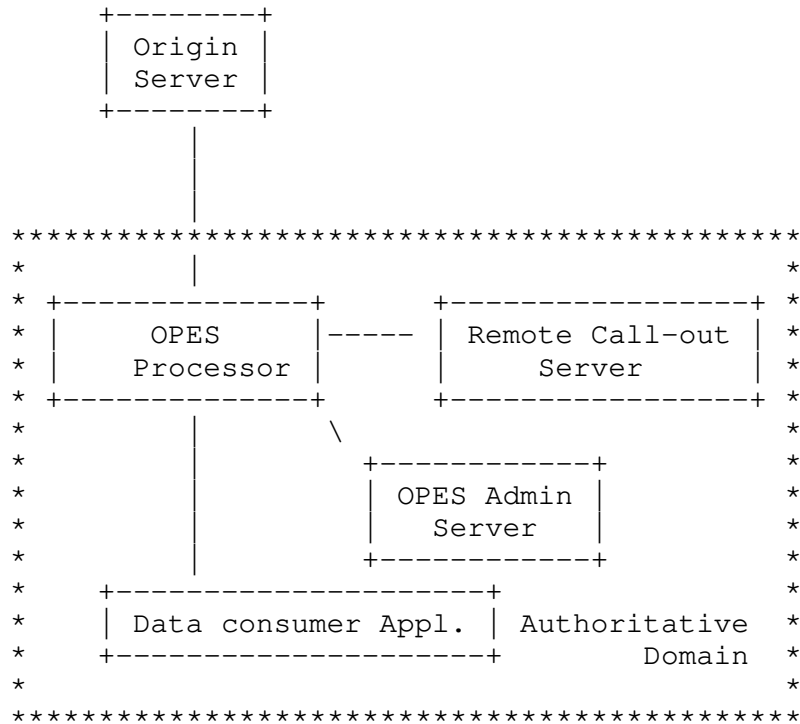 Origin
Server
OPES
Processor
Remote Call-out
Server
OPES Admin
Server
Data consumer Appl.
Authoritative
Domain